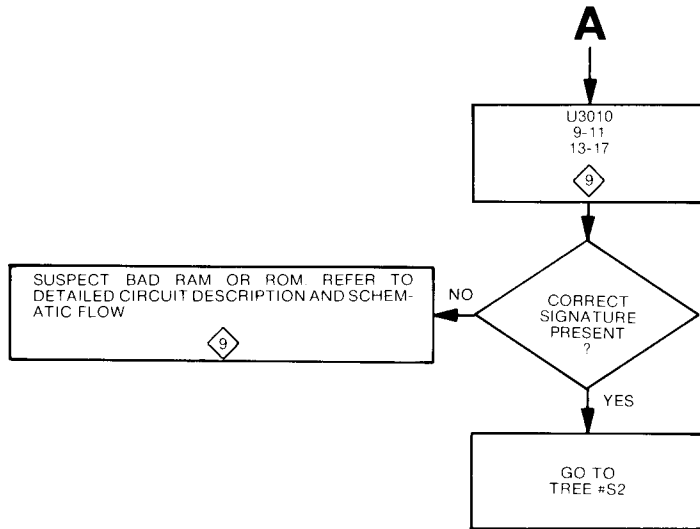 A
U3010
9-11
13-17
9
SUSPECT BAD RAM OR ROM. REFER TO
DETAILED CIRCUIT DESCRIPTION AND SCHEM-
ATIC FLOW
9
NO
CORRECT
SIGNATURE
PRESENT
?
YES
GO TO
TREE #S2